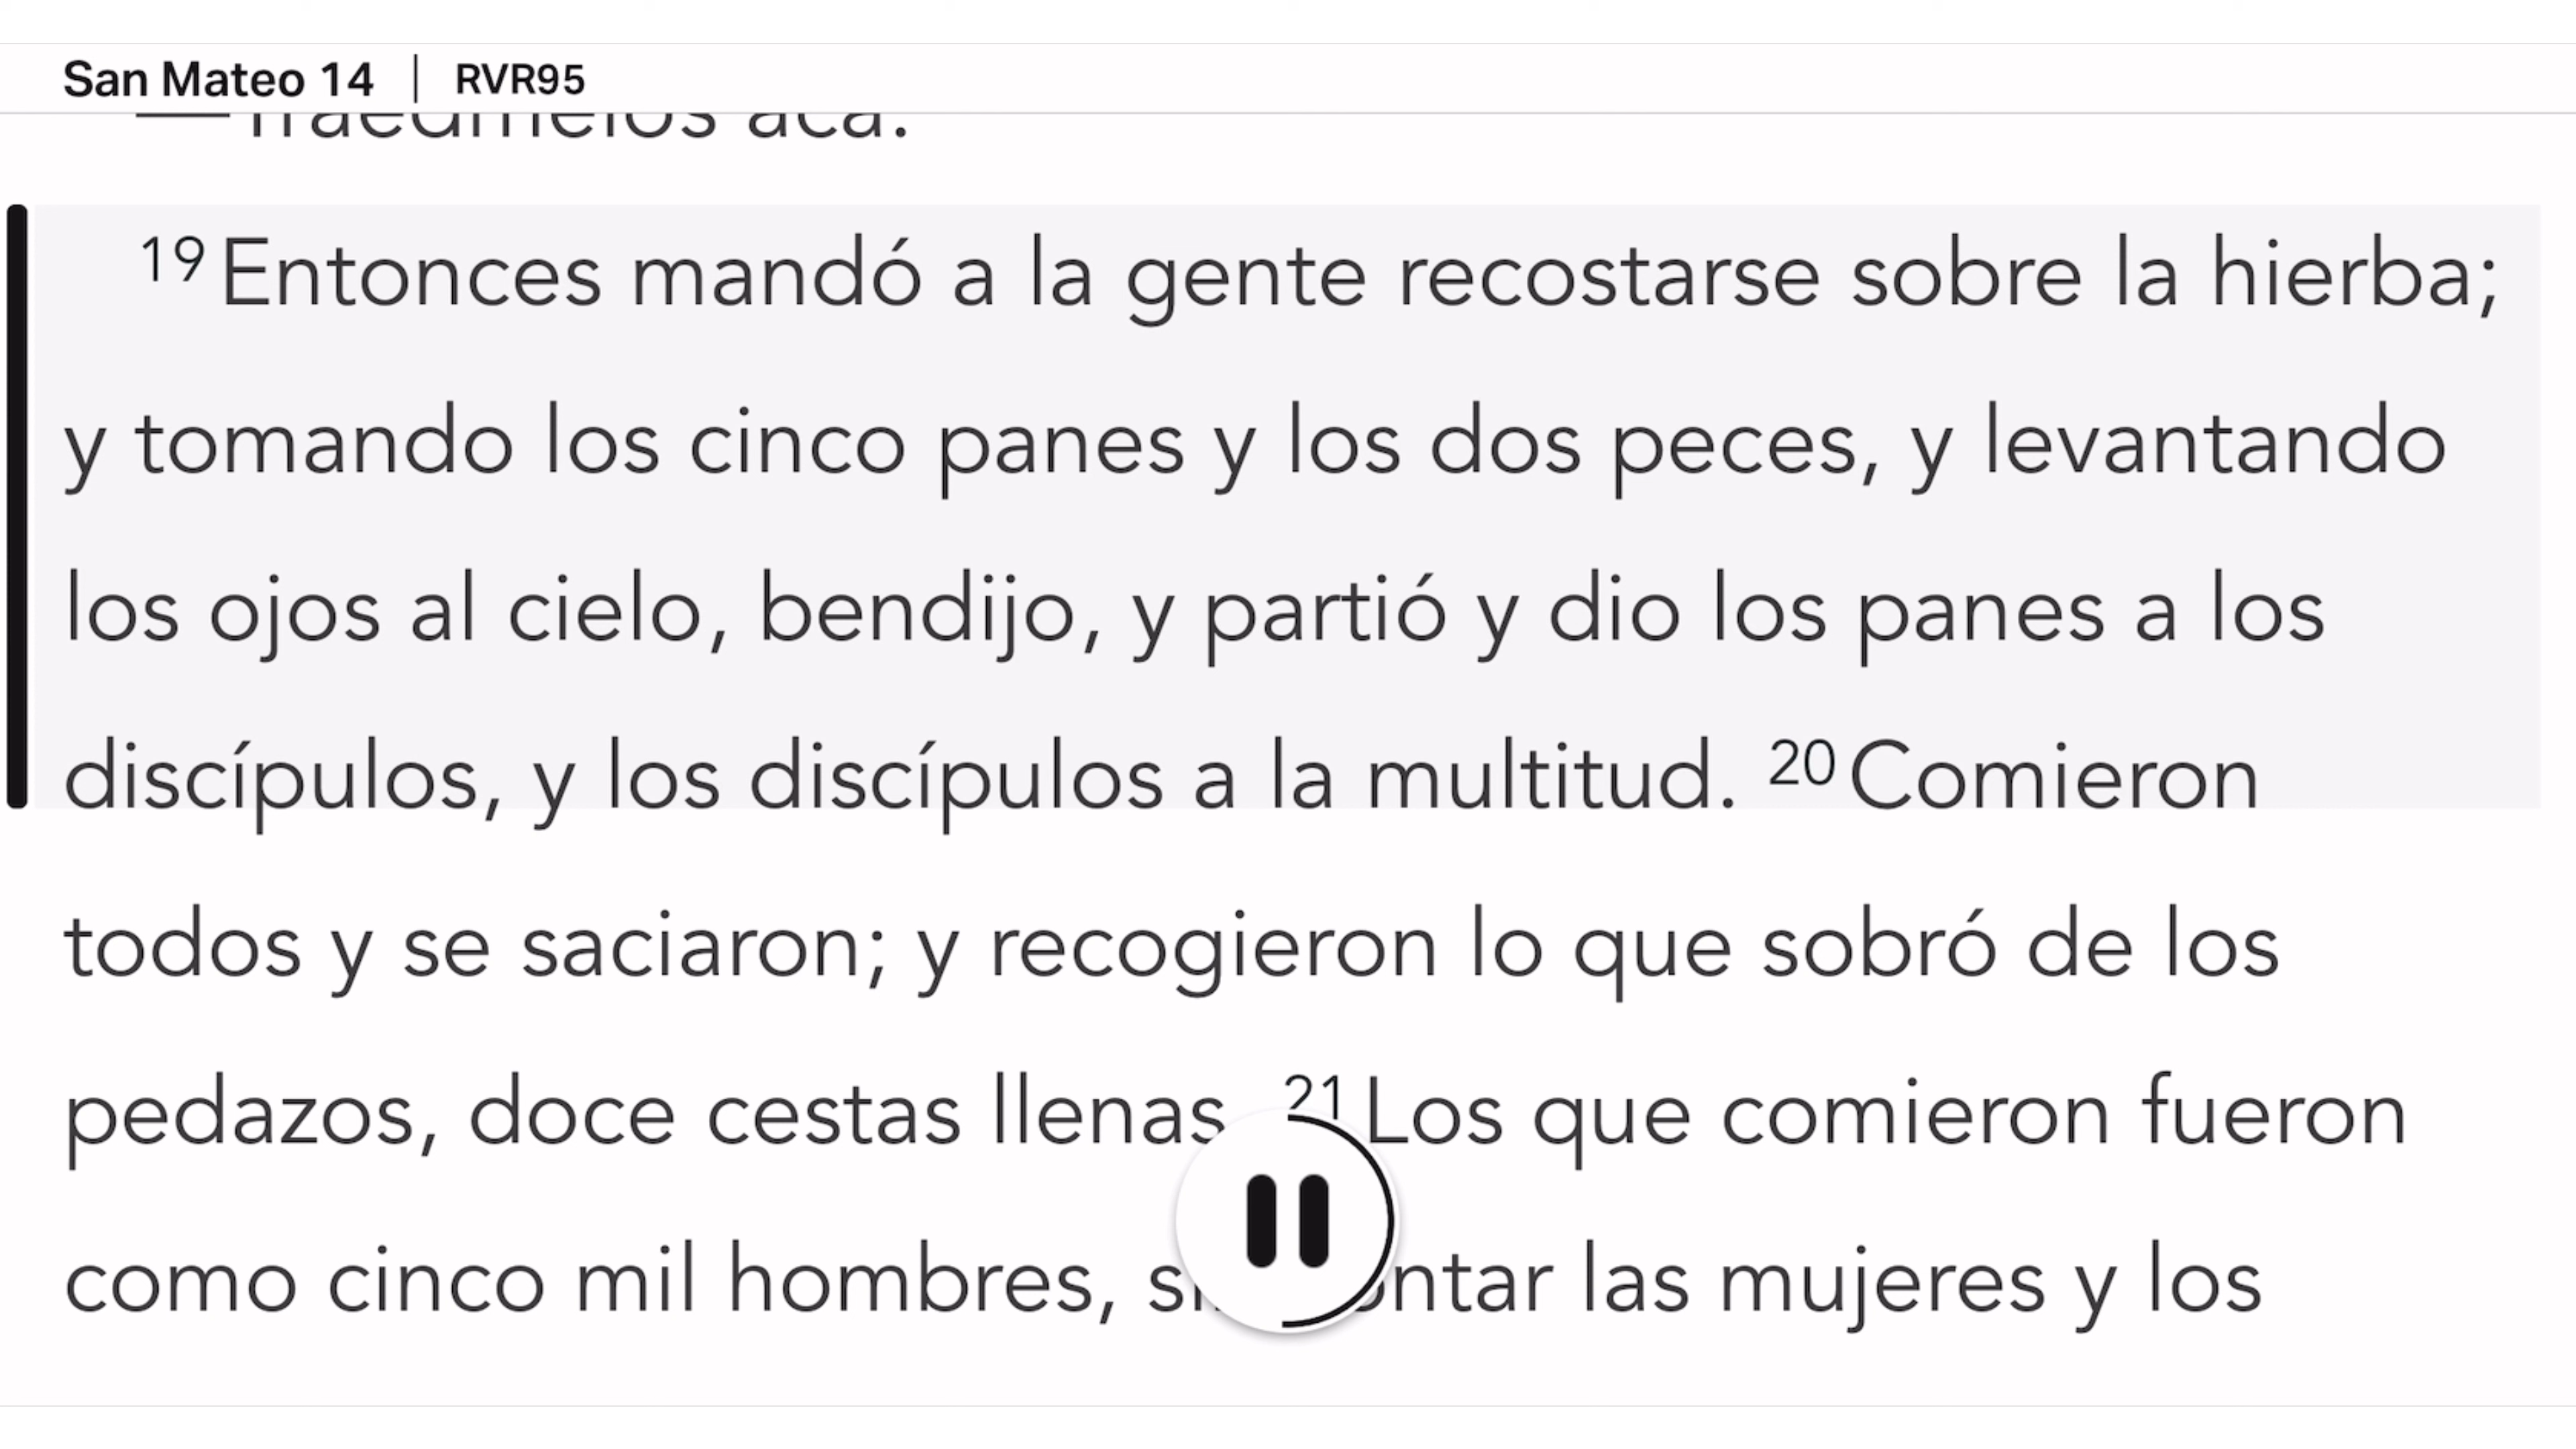 San Mateo 14 | RVR95
aca.
19 Entonces mandó a la gente recostarse sobre la hierba;
y tomando los cinco panes y los dos peces, y levantando
los ojos al cielo, bendijo, y partió y dio los panes a los
discípulos, y los discípulos a la multitud. 20 Comieron
todos y se saciaron; y recogieron lo que sobró de los
pedazos, doce cestas llenas 21 Los que comieron fueron
como cinco mil hombres, las mujeres y los